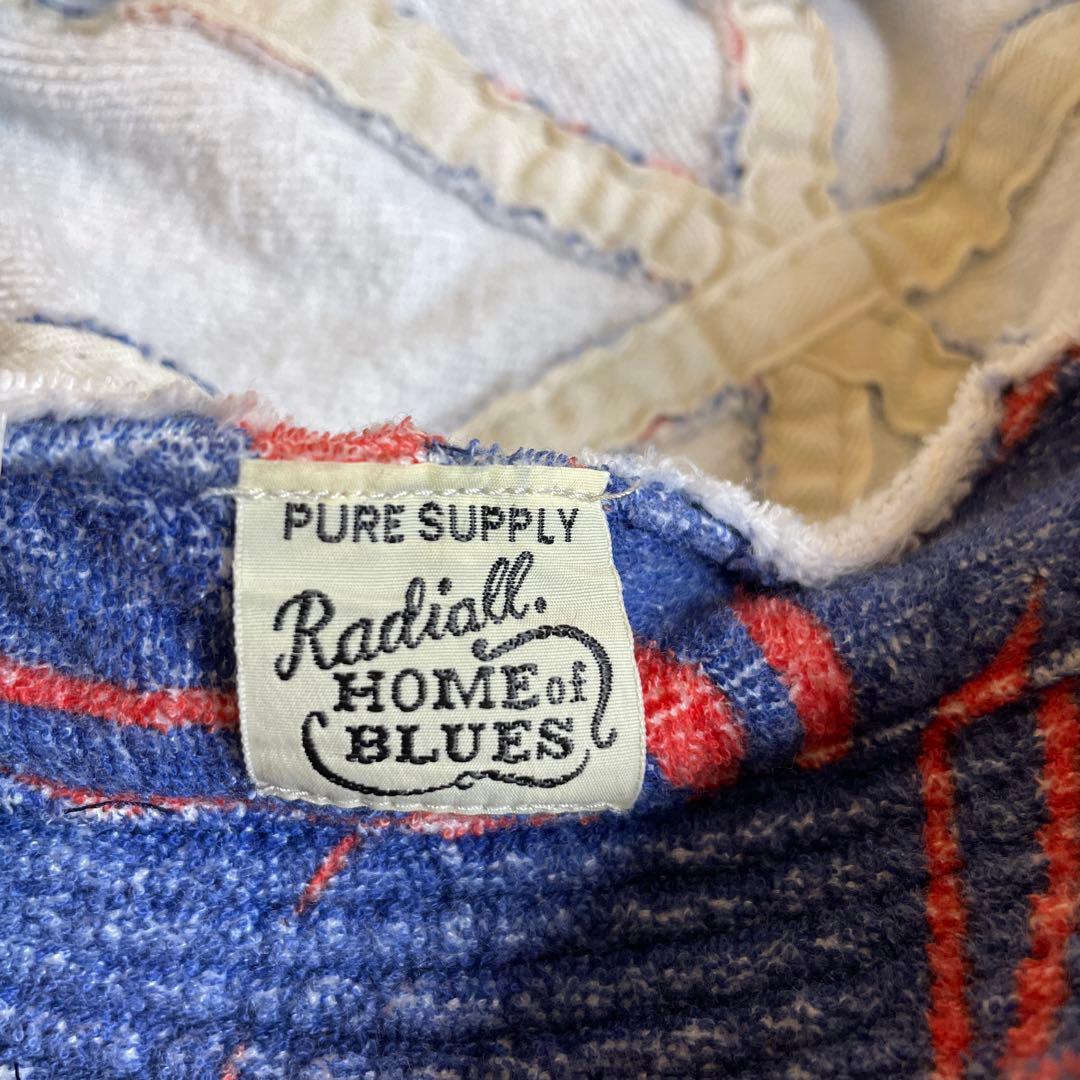 PURE SUPPLY
Radiall.
HOME of
BLUES